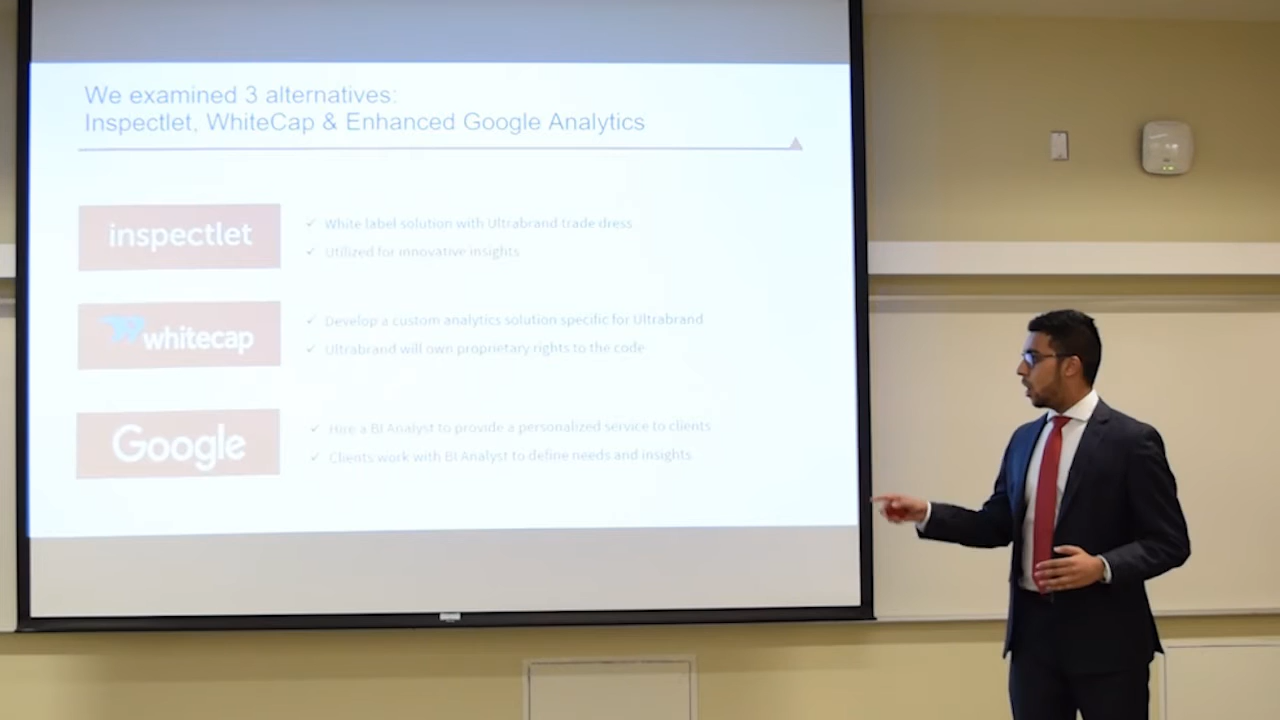 We examined 3 alternatives:
Inspectlet, WhiteCap & Enhanced Google Analytics
inspectlet
White label solution with Ultrabrand trade dress
Utilized for innovative insights
whitecap
Develop a custom analytics solution specific for Ultrabrand
Ultrabrand will own proprietary rights to the code
Google
Hire a BI Analyst to provide a personalized service to clients
Clients work with BI Analyst to define needs and insights